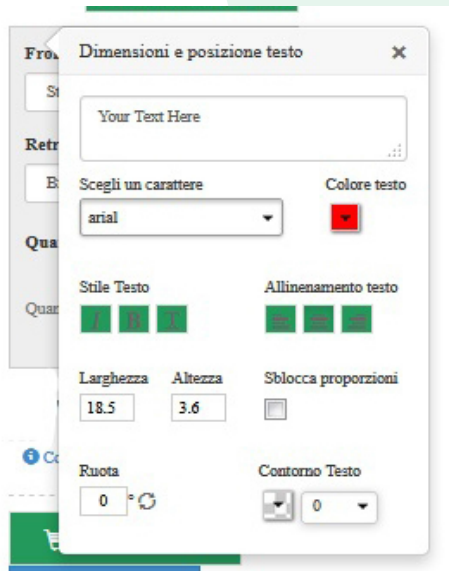 Dimensioni e posizione testo ×
Your Text Here
Scegli un carattere Colore testo
arial
Stile Testo Allinenamento testo
I B T
Larghezza Altezza Sblocca proporzioni
18.5 3.6
Ruota Contorno Testo
0 ° 0